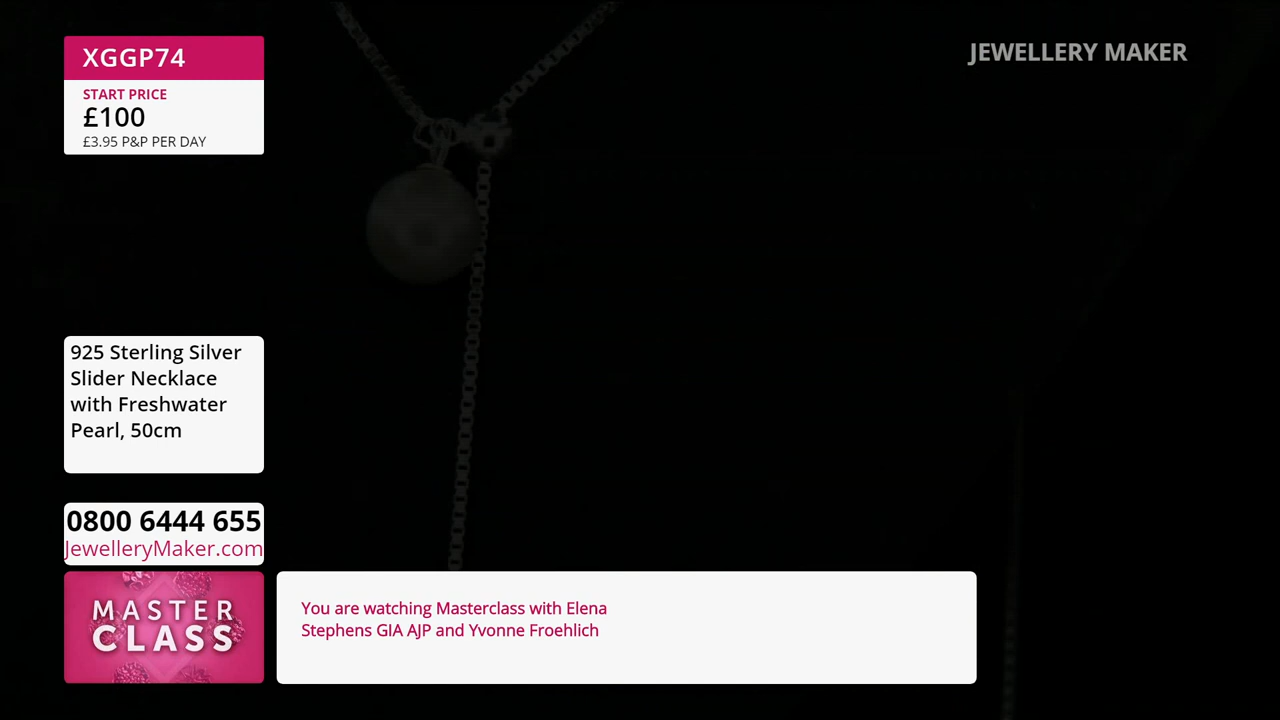 XGGP74
START PRICE
£100
£3.95 P&P PER DAY
JEWELLERY MAKER
925 Sterling Silver
Slider Necklace
with Freshwater
Pearl, 50cm
0800 6444 655
JewelleryMaker.com
MASTER
CLASS
You are watching Masterclass with Elena
Stephens GIA AJP and Yvonne Froehlich